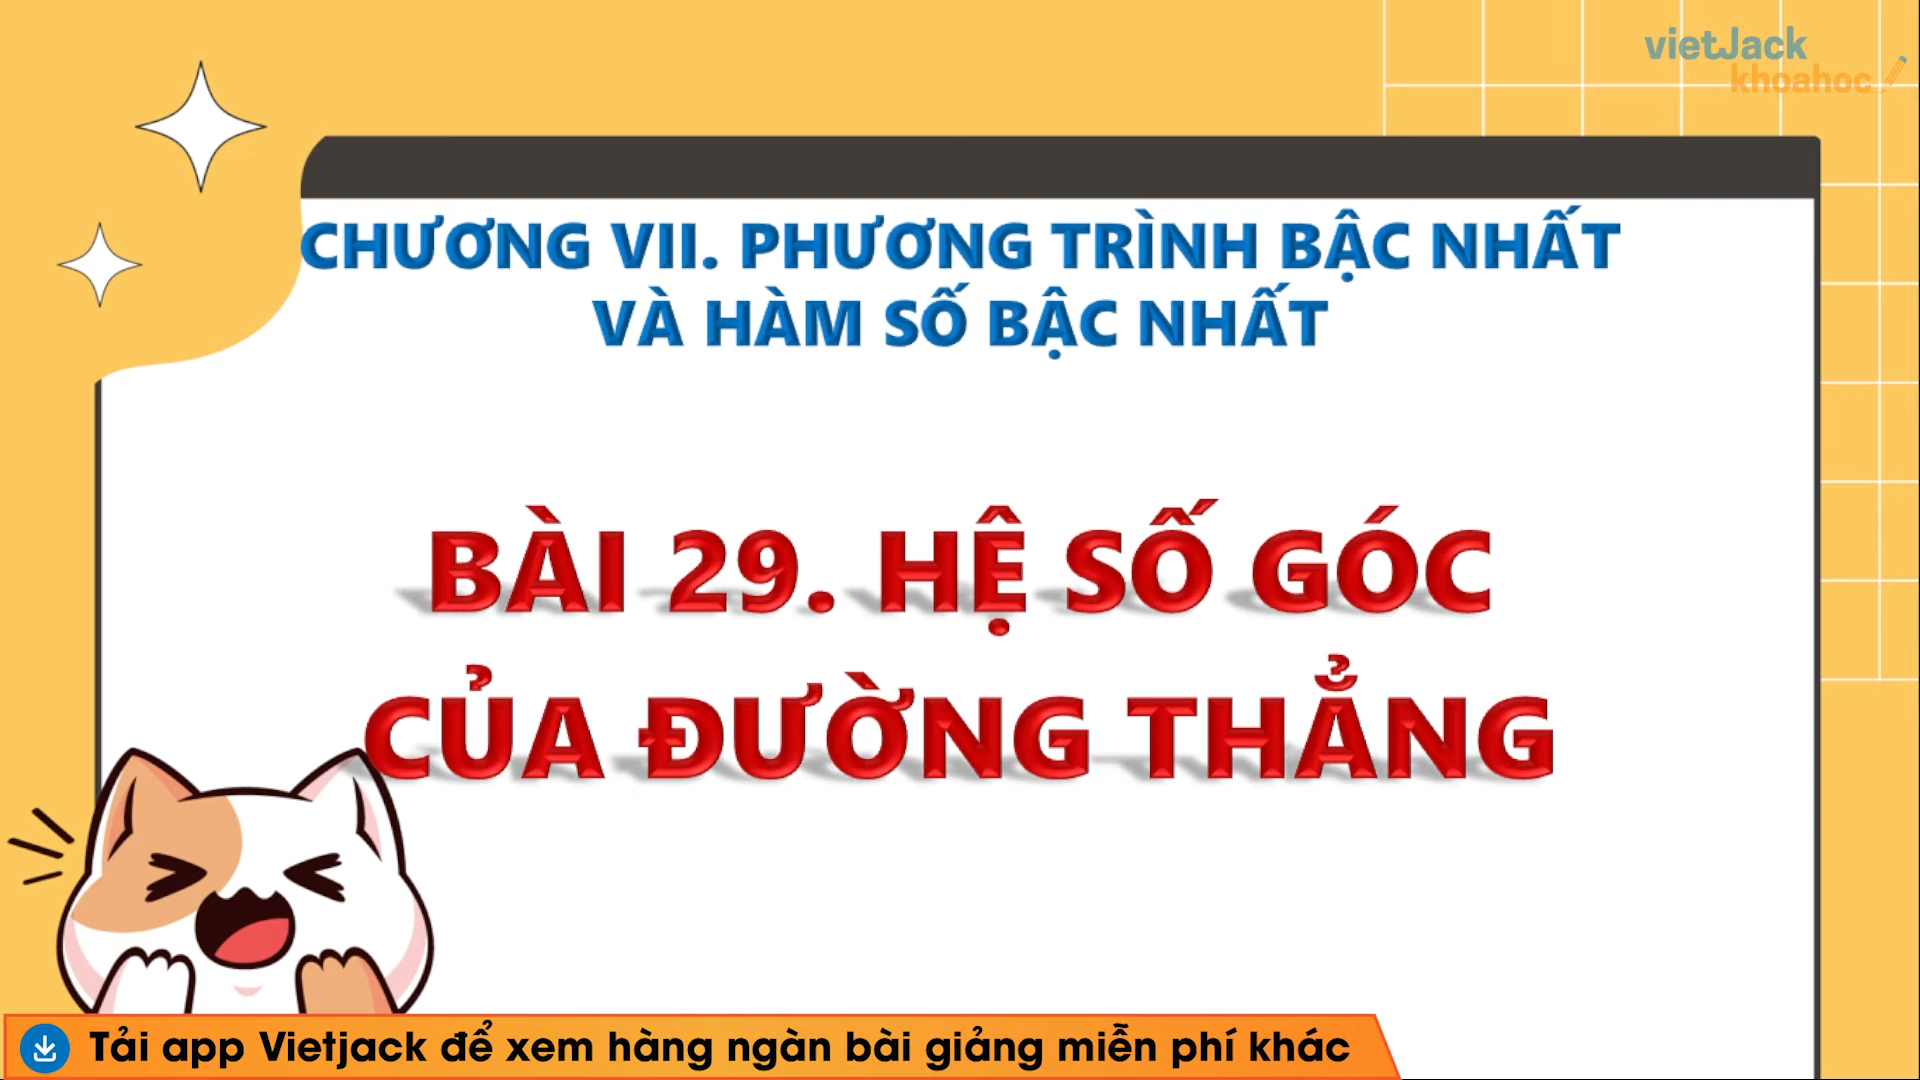 vietJack
khoahoc
CHƯƠNG VII. PHƯƠNG TRÌNH BẬC NHẤT
VÀ HÀM SỐ BẬC NHẤT
BÀI 29. HỆ SỐ GÓC
CỦA ĐƯỜNG THẲNG
Tải app Vietjack để xem hàng ngàn bài giảng miễn phí khác